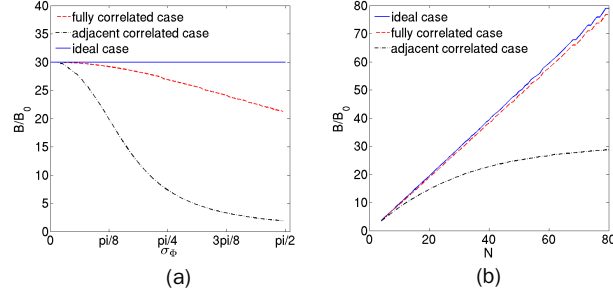 40
35
30
25
20
15
10
5
0
B/B0
fully correlated case
adjacent correlated case
ideal case
0 pi/8 pi/4 3pi/8 pi/2
σΦ
(a)
80
70
60
50
40
30
20
10
0
B/B0
ideal case
fully correlated case
adjacent correlated case
0 20 40 60 80
N
(b)